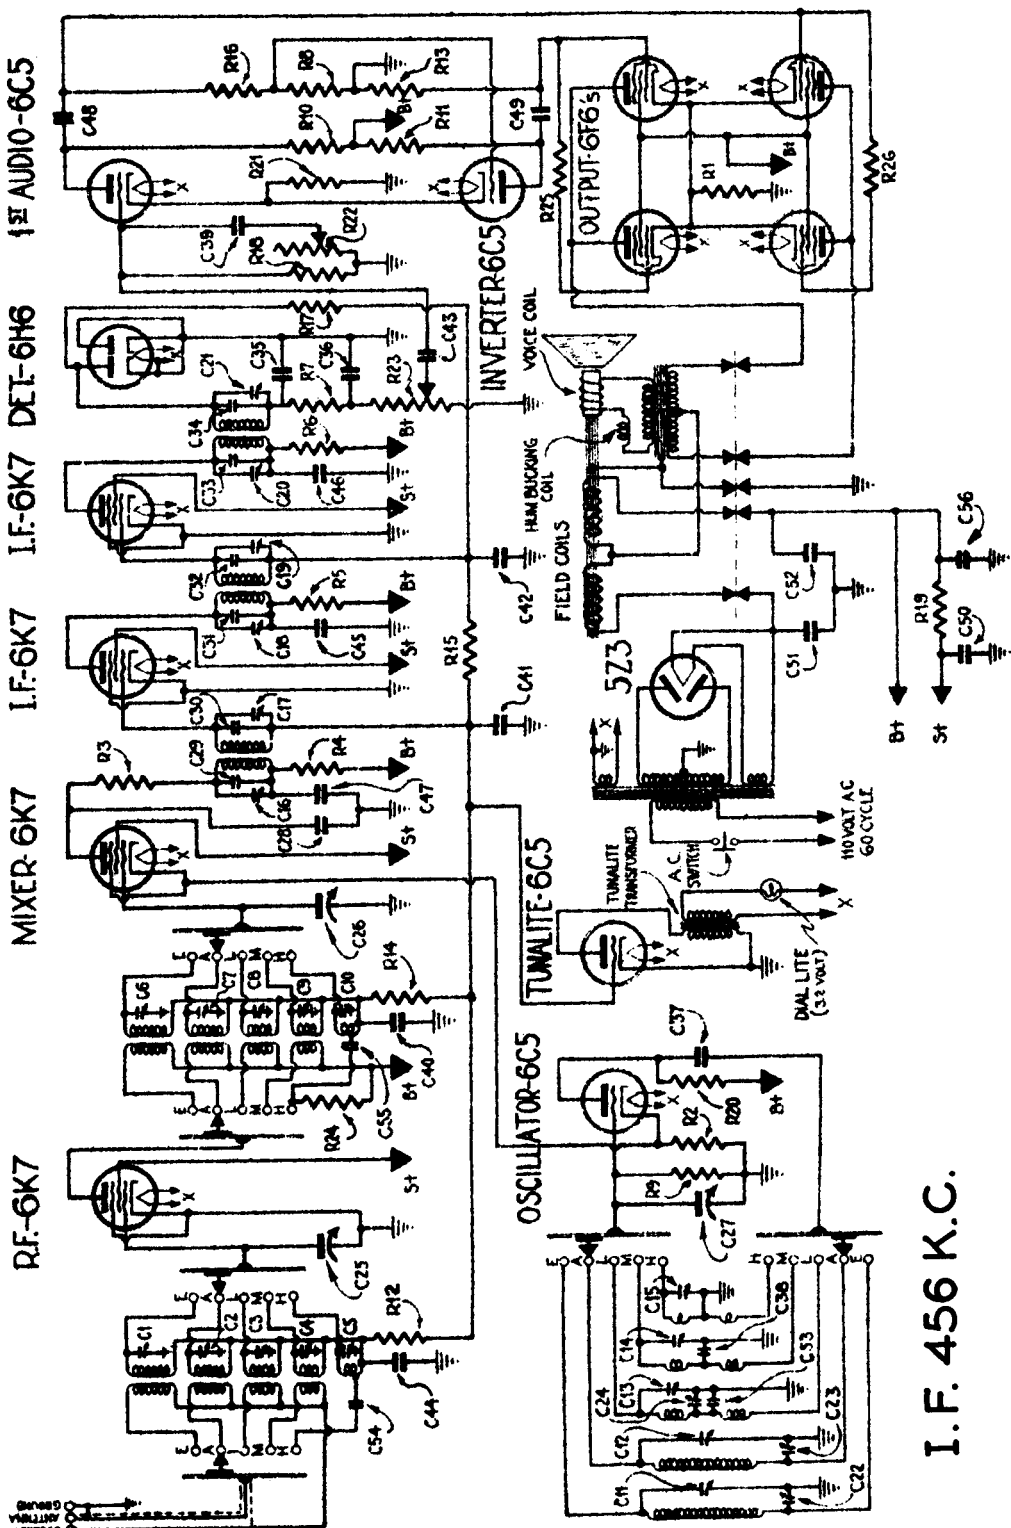 R.F.-6K7
MIXER-6K7
I.F.-6K7
I.F.-6K7
DET.-6H6
1ST AUDIO-6C5
GROUND
ANTENNA
E
A
L
M
H
E
A
L
M
H
C1
C2
C3
C4
C5
C54
C44
R12
C25
X
S+
E
A
L
M
H
E
A
L
M
H
C6
C7
C8
C9
C10
R24
C55
B+
C40
R14
C26
X
S+
R3
C28
C16
C29
C47
R4
B+
C30
C17
C41
X
S+
C31
C18
C45
R5
B+
R15
C32
C19
C42
X
S+
C33
C20
C46
R6
B+
C34
C21
C35
R7
C36
R23
R17
C43
C39
R18
R22
R21
X
X
C48
R16
R8
R13
R10
B+
R11
C49
INVERTER-6C5
OSCILLATOR-6C5
E
A
L
M
H
H
M
L
A
E
C11
C22
C12
C23
C24
C13
C53
C14
C38
C15
C27
R9
R2
R20
B+
C37
X
TUNALITE-6C5
X
TUNALITE
TRANSFORMER
A.C.
SWITCH
DIAL LITE
(3.2 VOLT)
X
110 VOLT AC
60 CYCLE
5Z3
X
FIELD COILS
HUM BUCKING
COIL
VOICE COIL
C51
C52
B+
S+
R19
C50
C56
R25
OUTPUT-6F6's
X
X
X
X
R1
B+
R26
I.F. 456 K.C.